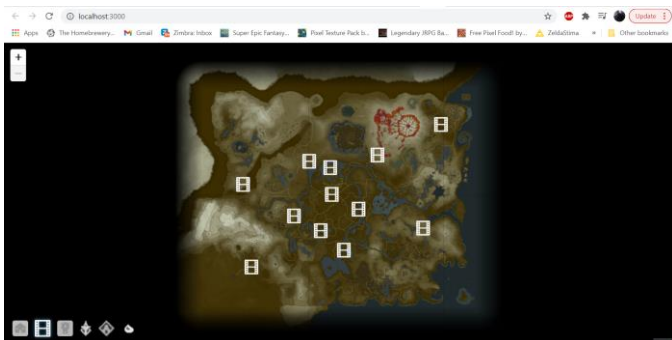 localhost:3000
Update
Apps The Homebrewery... Gmail Zimbra: Inbox Super Epic Fantasy... Pixel Texture Pack b... Legendary JRPG Ba... Free Pixel Food! by... ZeldaStima » Other bookmarks
+
−